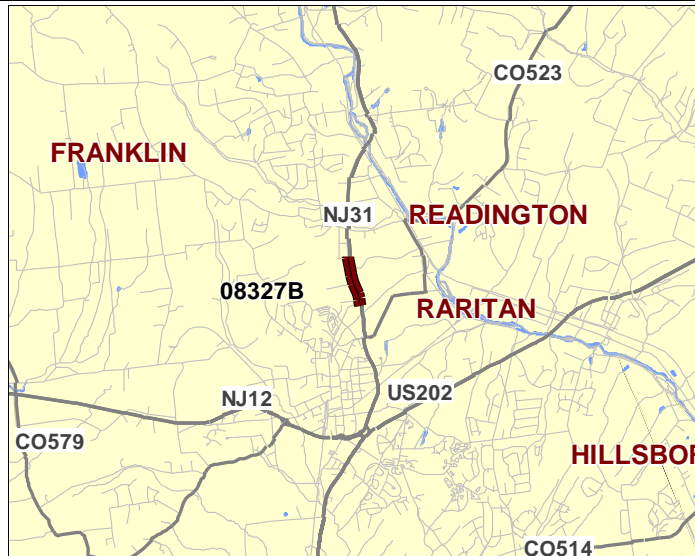 CO523
FRANKLIN
NJ31
READINGTON
08327B
RARITAN
NJ12
US202
CO579
HILLSBOR
CO514